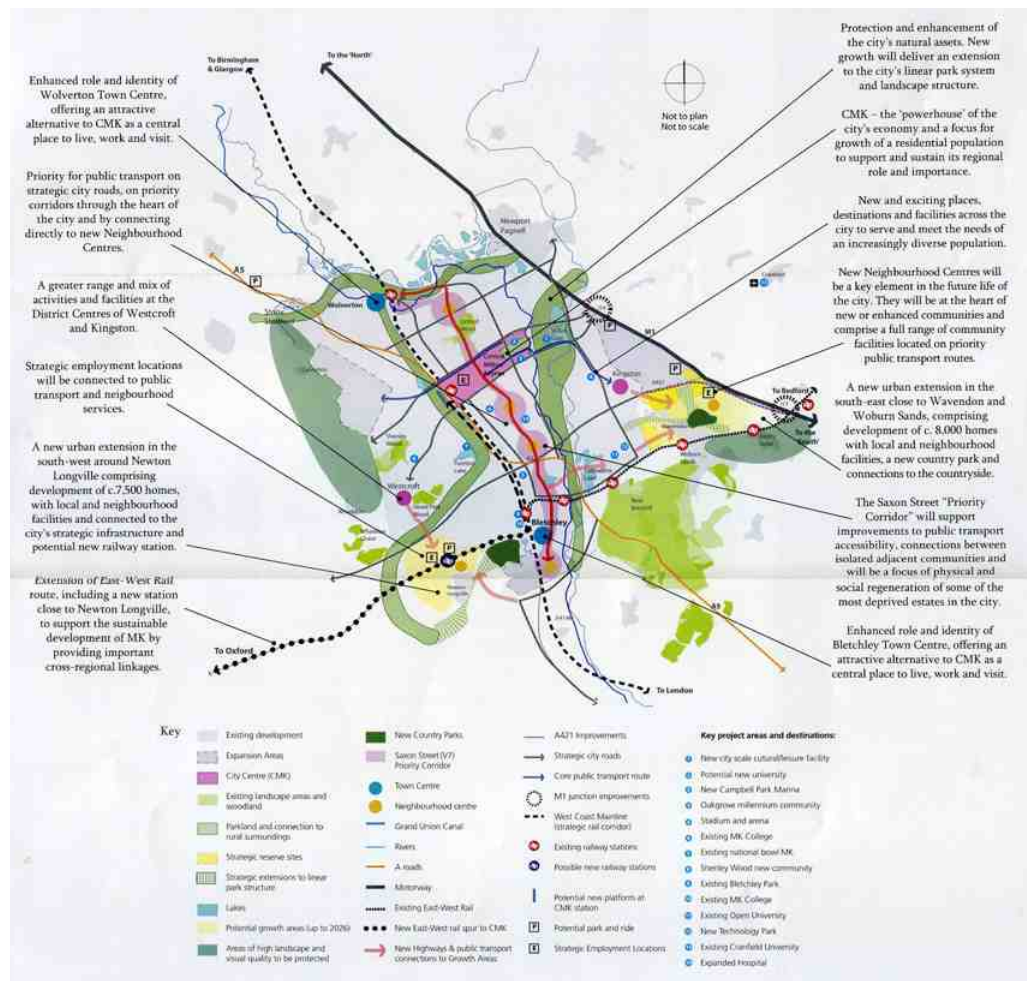 Enhanced role and identity of
Wolverton Town Centre,
offering an attractive
alternative to CMK as a central
place to live, work and visit.
Priority for public transport on
strategic city roads, on priority
corridors through the heart of
the city and by connecting
directly to new Neighbourhood
Centres.
A greater range and mix of
activities and facilities at the
District Centres of Westcroft
and Kingston.
Strategic employment locations
will be connected to public
transport and neigbourhood
services.
A new urban extension in the
south-west around Newton
Longville comprising
development of c.7,500 homes,
with local and neighbourhood
facilities and connected to the
city's strategic infrastructure and
potential new railway station.
Extension of East-West Rail
route, including a new station
close to Newton Longville,
to support the sustainable
development of MK by
providing important
cross-regional linkages.
To Birmingham
& Glasgow
To the 'North'
Not to plan
Not to scale
Newport
Pagnell
A5
P
Wolverton
M1
P
Kingston
P
E
To Bedford
To the
'South'
E
Westcroft
Bletchley
E
P
A5
To Oxford
To London
Protection and enhancement of
the city's natural assets. New
growth will deliver an extension
to the city's linear park system
and landscape structure.
CMK – the 'powerhouse' of the
city's economy and a focus for
growth of a residential population
to support and sustain its regional
role and importance.
New and exciting places,
destinations and facilities across the
city to serve and meet the needs of
an increasingly diverse population.
New Neighbourhood Centres will
be a key element in the future life of
the city. They will be at the heart of
new or enhanced communities and
comprise a full range of community
facilities located on priority
public transport routes.
A new urban extension in the
south-east close to Wavendon and
Woburn Sands, comprising
development of c. 8,000 homes
with local and neighbourhood
facilities, a new country park and
connections to the countryside.
The Saxon Street "Priority
Corridor" will support
improvements to public transport
accessibility, connections between
isolated adjacent communities and
will be a focus of physical and
social regeneration of some of the
most deprived estates in the city.
Enhanced role and identity of
Bletchley Town Centre, offering an
attractive alternative to CMK as a
central place to live, work and visit.
Key
Existing development
Expansion Areas
City Centre (CMK)
Existing landscape areas and
woodland
Parkland and connection to
rural surroundings
Strategic reserve sites
Strategic extensions to linear
park structure
Lakes
Potential growth areas (up to 2026)
Areas of high landscape and
visual quality to be protected
New Country Parks
Saxon Street (V7)
Priority Corridor
Town Centre
Neighbourhood centre
Grand Union Canal
Rivers
A roads
Motorway
Existing East-West Rail
New East-West rail spur to CMK
New Highways & public transport
connections to Growth Areas
A421 Improvements
Strategic city roads
Core public transport route
M1 junction improvements
West Coast Mainline
(strategic rail corridor)
Existing railway stations
Possible new railway stations
Potential new platform at
CMK station
P Potential park and ride
E Strategic Employment Locations
Key project areas and destinations:
New city scale cutural/leisure facility
Potential new university
New Campbell Park Marina
Oakgrove millennium community
Stadium and arena
Existing MK College
Existing national bowl MK
Shenley Wood new community
Existing Bletchley Park
Existing MK College
Existing Open University
New Technology Park
Existing Cranfield University
Expanded Hospital